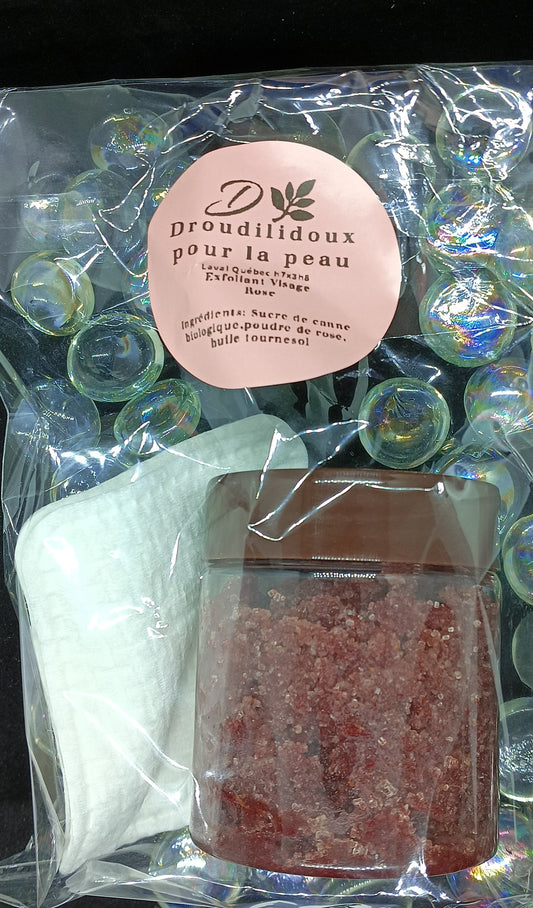 D
Droudilidoux
pour la peau
Laval Québec h7x3h8
Exfoliant Visage
Rose
Ingrédients: Sucre de canne
biologique,poudre de rose,
huile tournesol